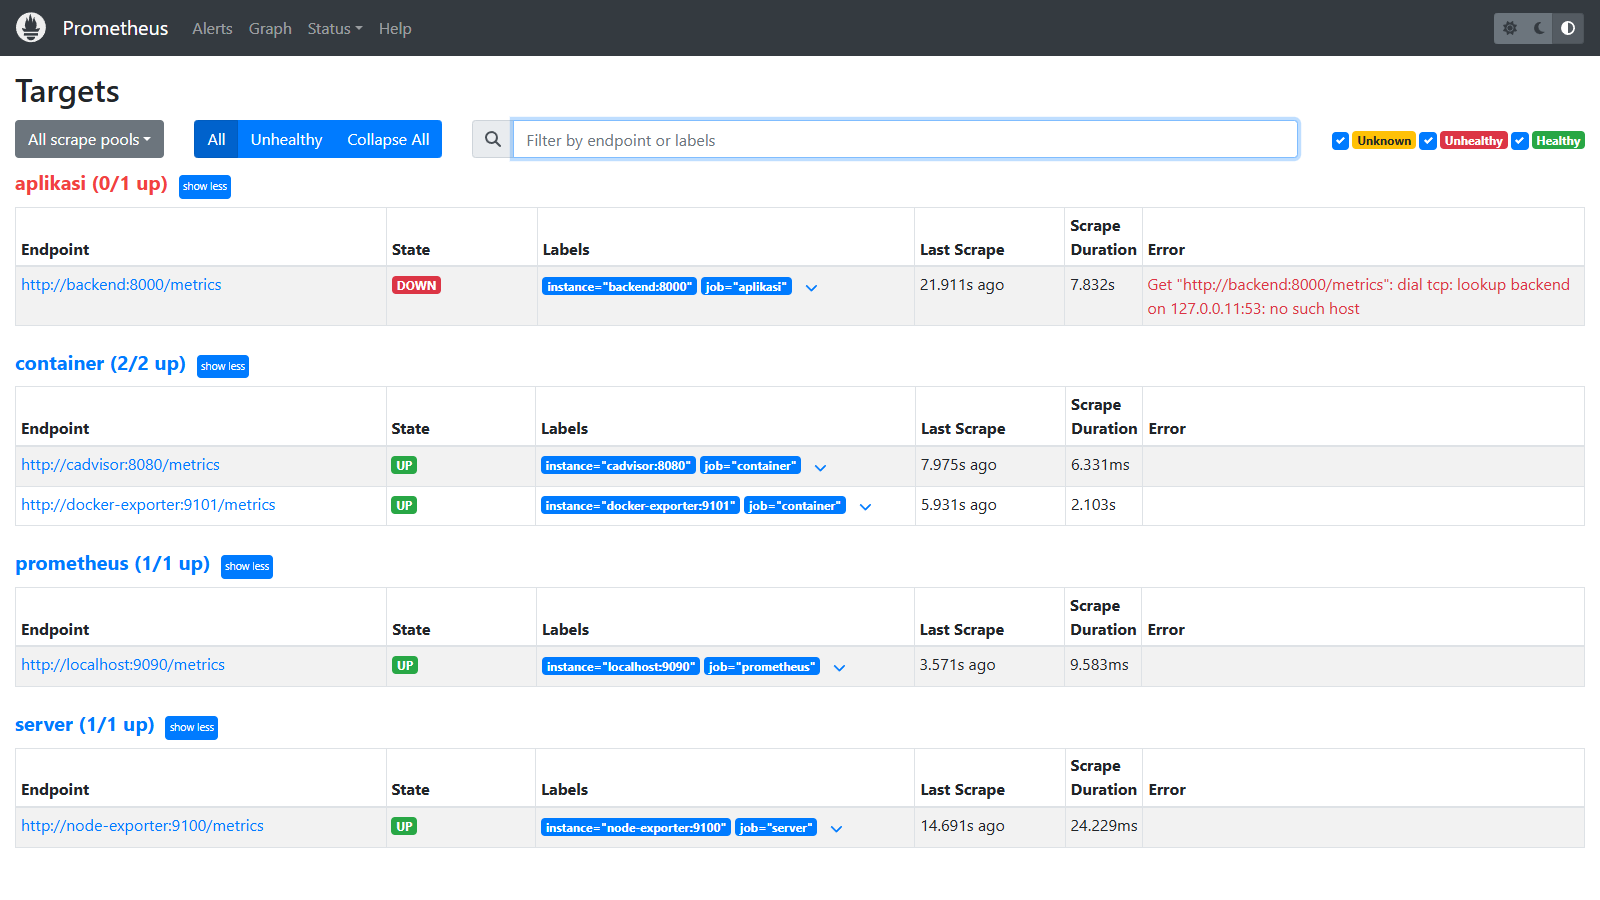 Prometheus Alerts Graph Status Help
Targets
All scrape pools All Unhealthy Collapse All Filter by endpoint or labels Unknown Unhealthy Healthy
aplikasi (0/1 up) show less
Endpoint State Labels Last Scrape Scrape Duration Error
http://backend:8000/metrics DOWN instance="backend:8000" job="aplikasi" 21.911s ago 7.832s Get "http://backend:8000/metrics": dial tcp: lookup backend
on 127.0.0.11:53: no such host
container (2/2 up) show less
Endpoint State Labels Last Scrape Scrape Duration Error
http://cadvisor:8080/metrics UP instance="cadvisor:8080" job="container" 7.975s ago 6.331ms
http://docker-exporter:9101/metrics UP instance="docker-exporter:9101" job="container" 5.931s ago 2.103s
prometheus (1/1 up) show less
Endpoint State Labels Last Scrape Scrape Duration Error
http://localhost:9090/metrics UP instance="localhost:9090" job="prometheus" 3.571s ago 9.583ms
server (1/1 up) show less
Endpoint State Labels Last Scrape Scrape Duration Error
http://node-exporter:9100/metrics UP instance="node-exporter:9100" job="server" 14.691s ago 24.229ms